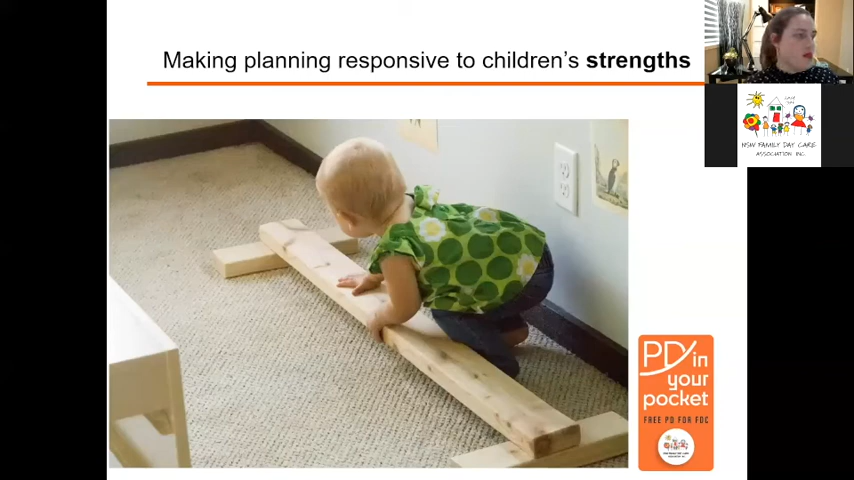 Making planning responsive to children's strengths
NSW FAMILY DAY CARE
ASSOCIATION INC.
PD in
your
pocket
FREE PD FOR FDC